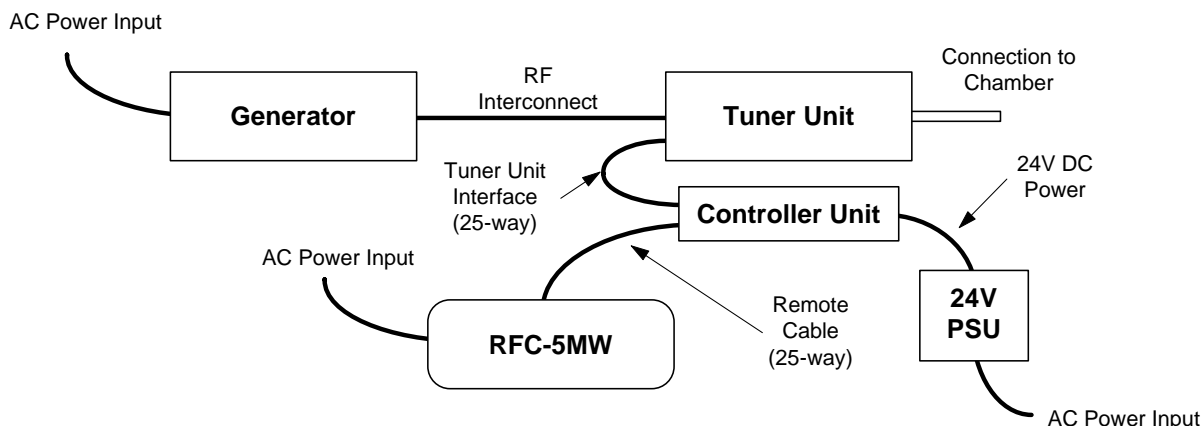 AC Power Input
Generator
RF
Interconnect
Tuner Unit
Connection to
Chamber
Tuner Unit
Interface
(25-way)
Controller Unit
24V DC
Power
AC Power Input
RFC-5MW
Remote
Cable
(25-way)
24V
PSU
AC Power Input